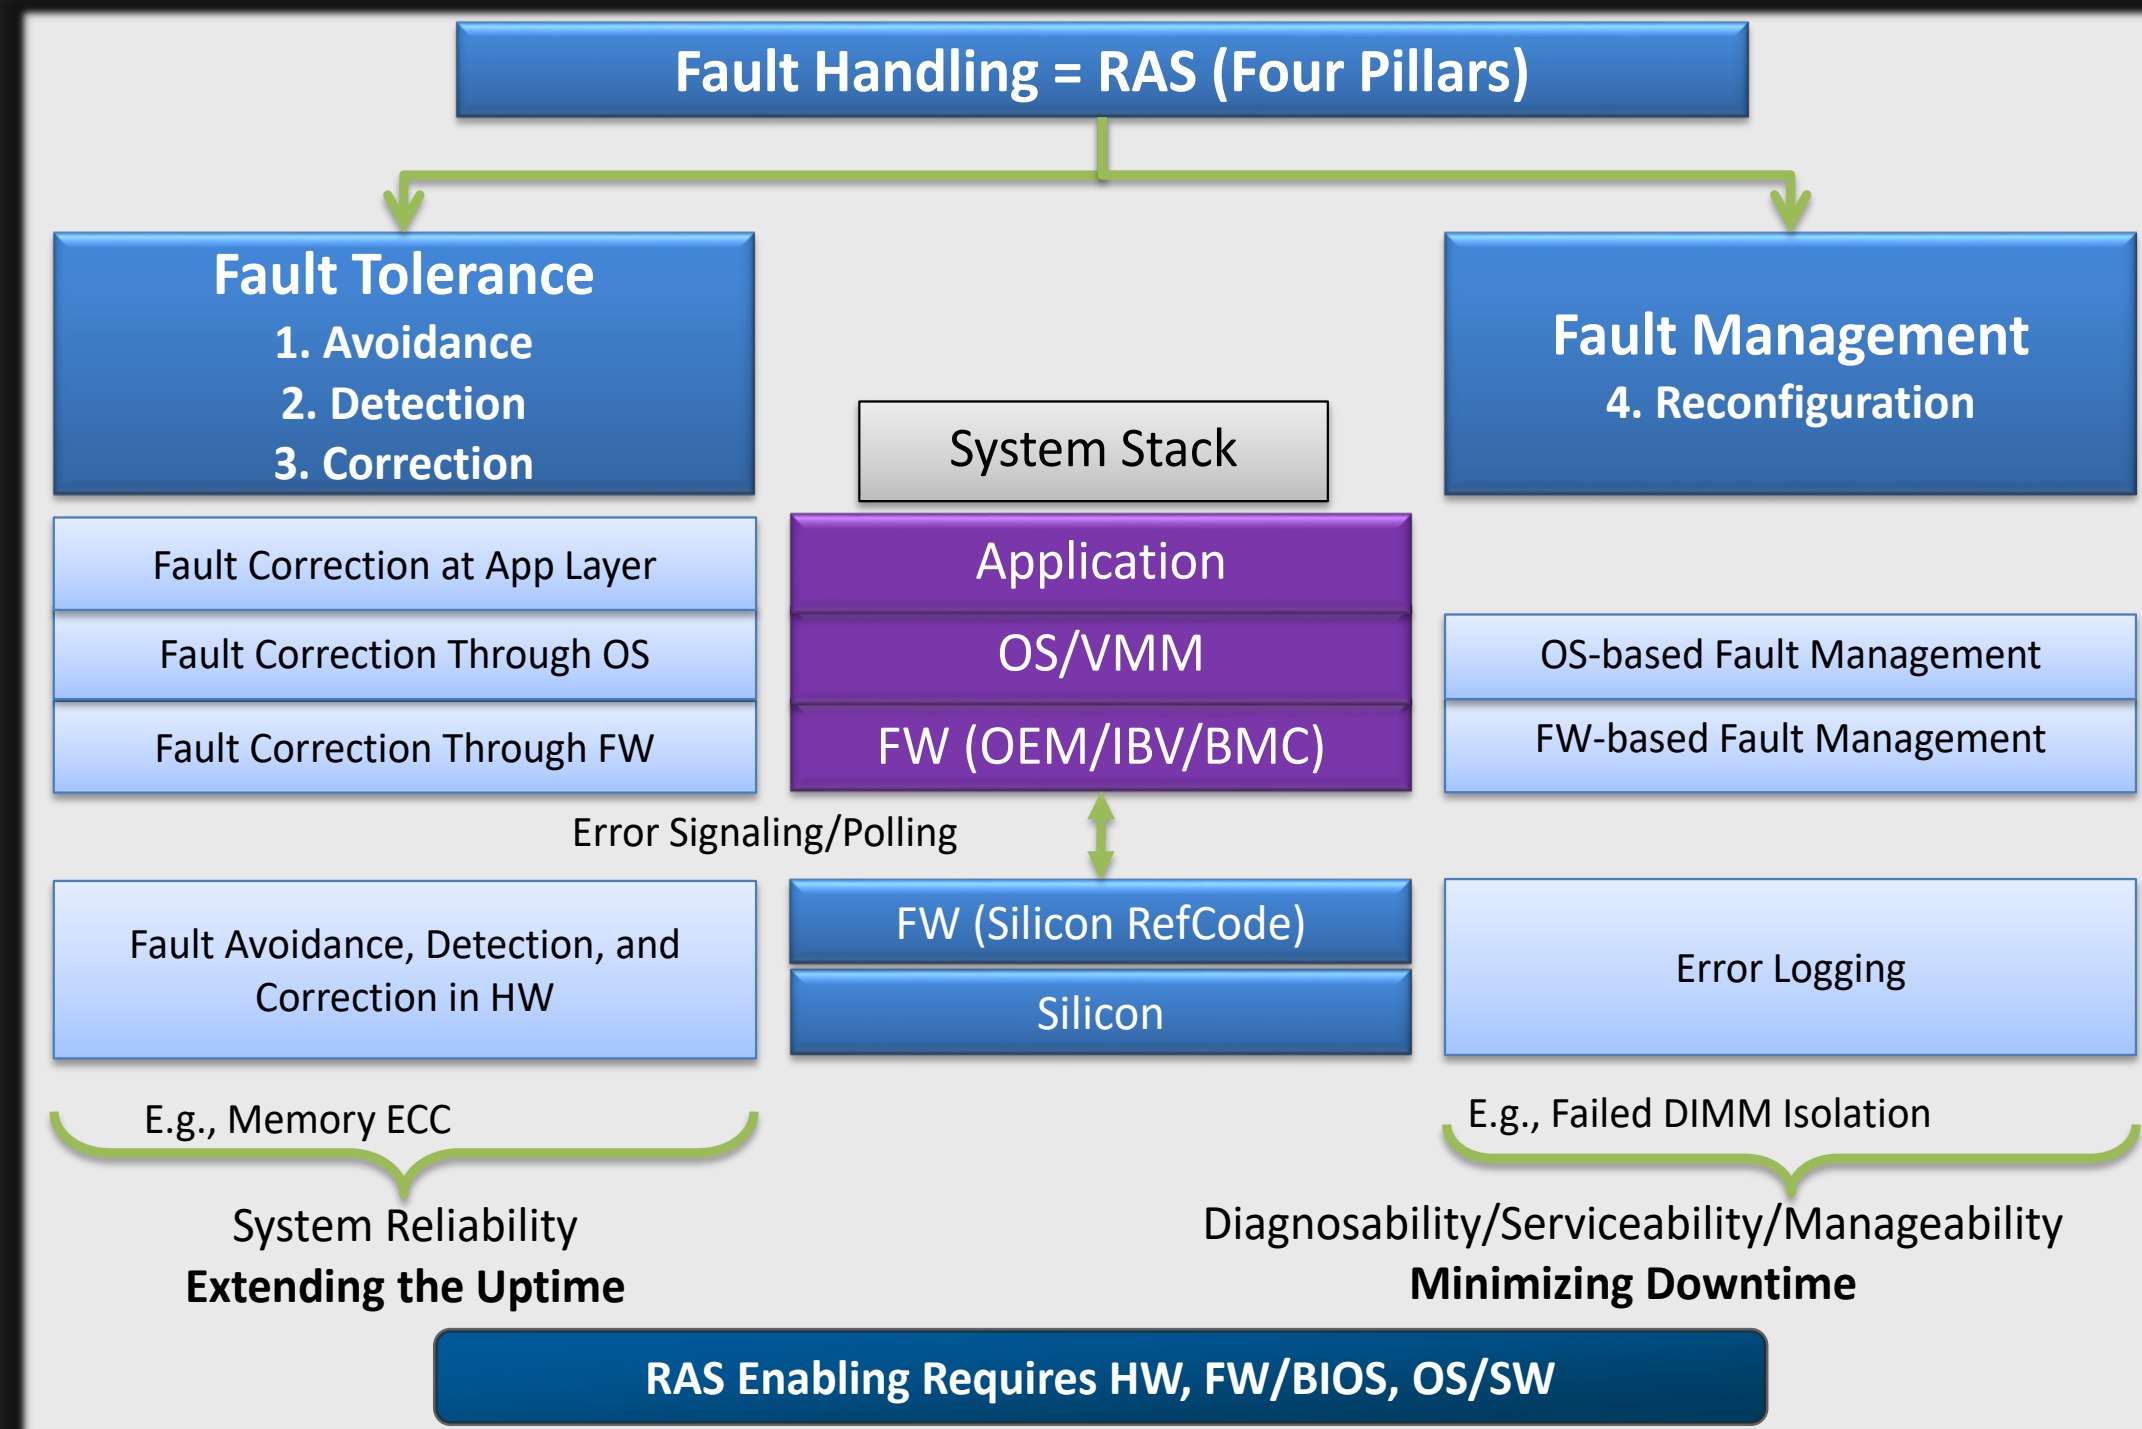 Fault Handling = RAS (Four Pillars)
Fault Tolerance
1. Avoidance
2. Detection
3. Correction
Fault Management
4. Reconfiguration
System Stack
Fault Correction at App Layer
Application
Fault Correction Through OS
OS/VMM
OS-based Fault Management
Fault Correction Through FW
FW (OEM/IBV/BMC)
FW-based Fault Management
Error Signaling/Polling
Fault Avoidance, Detection, and
Correction in HW
FW (Silicon RefCode)
Silicon
Error Logging
E.g., Memory ECC
E.g., Failed DIMM Isolation
System Reliability
Extending the Uptime
Diagnosability/Serviceability/Manageability
Minimizing Downtime
RAS Enabling Requires HW, FW/BIOS, OS/SW